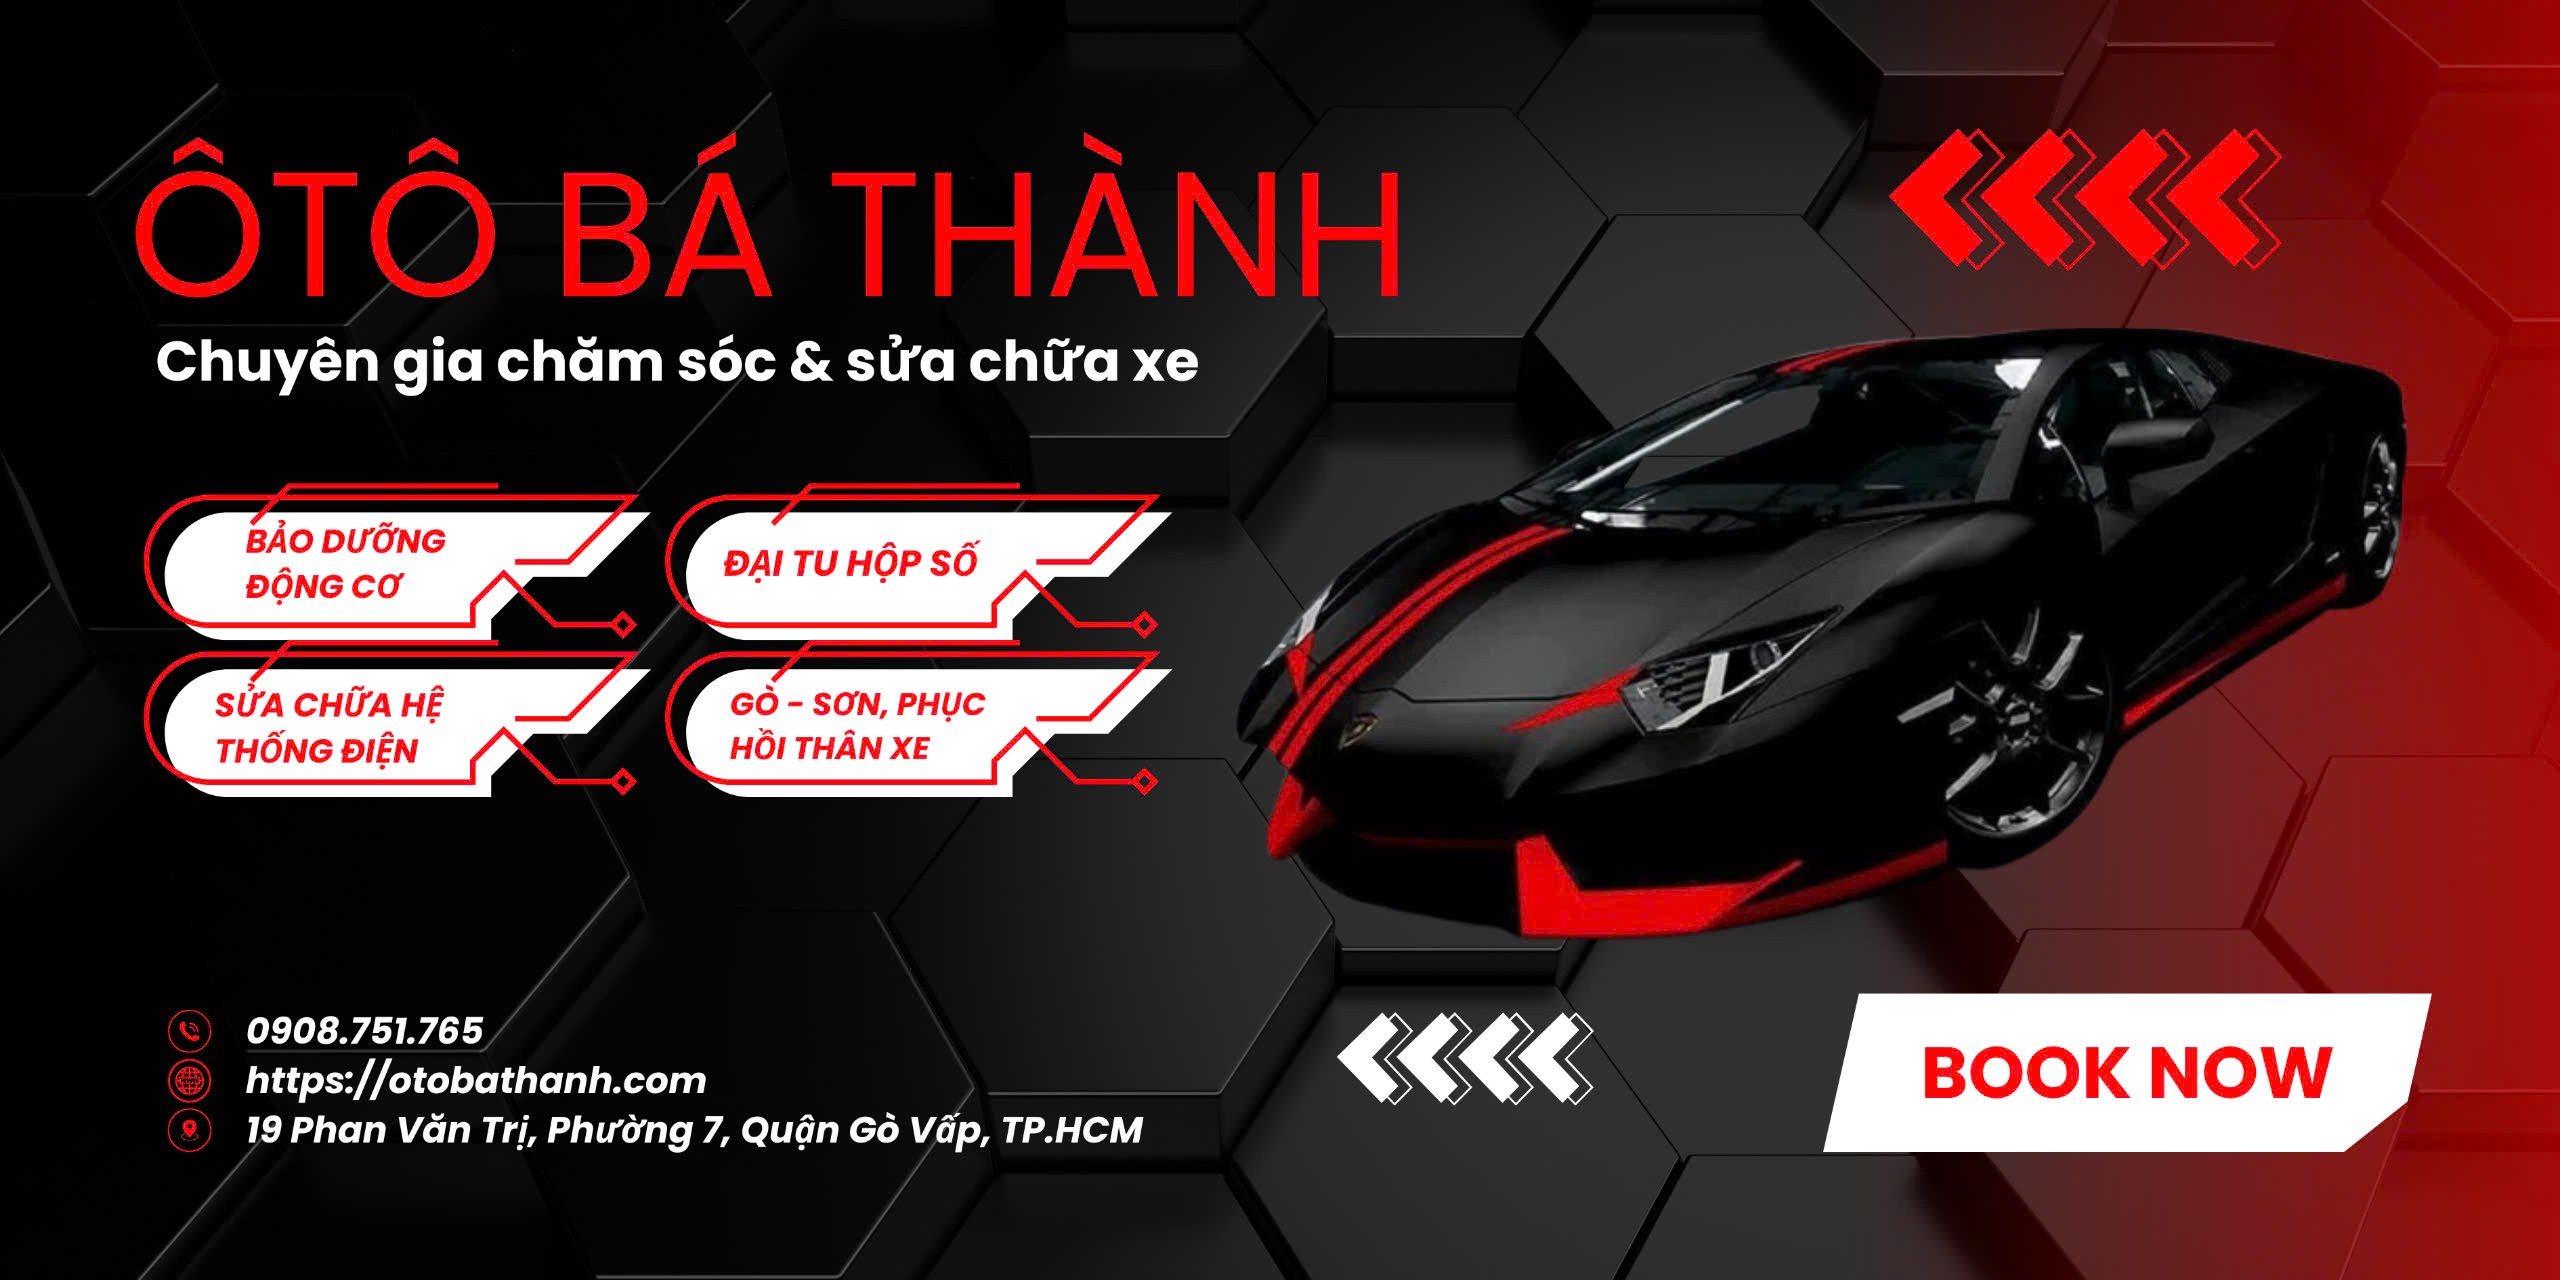 ÔTÔ BÁ THÀNH
Chuyên gia chăm sóc & sửa chữa xe
BẢO DƯỠNG
ĐỘNG CƠ
ĐẠI TU HỘP SỐ
SỬA CHỮA HỆ
THỐNG ĐIỆN
GÒ - SƠN, PHỤC
HỒI THÂN XE
0908.751.765
https://otobathanh.com
19 Phan Văn Trị, Phường 7, Quận Gò Vấp, TP.HCM
BOOK NOW